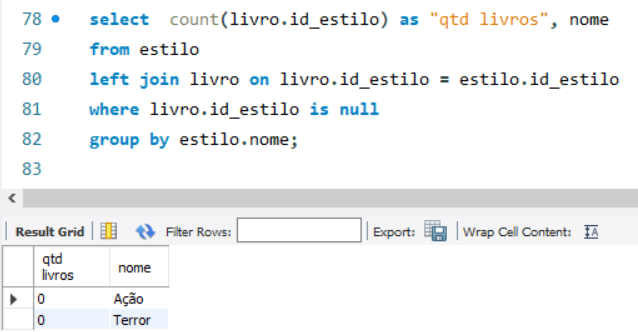 78 select count(livro.id_estilo) as "qtd livros", nome
79 from estilo
80 left join livro on livro.id_estilo = estilo.id_estilo
81 where livro.id_estilo is null
82 group by estilo.nome;
83
Result Grid Filter Rows: Export: Wrap Cell Content:
qtd
livros nome
0 Ação
0 Terror